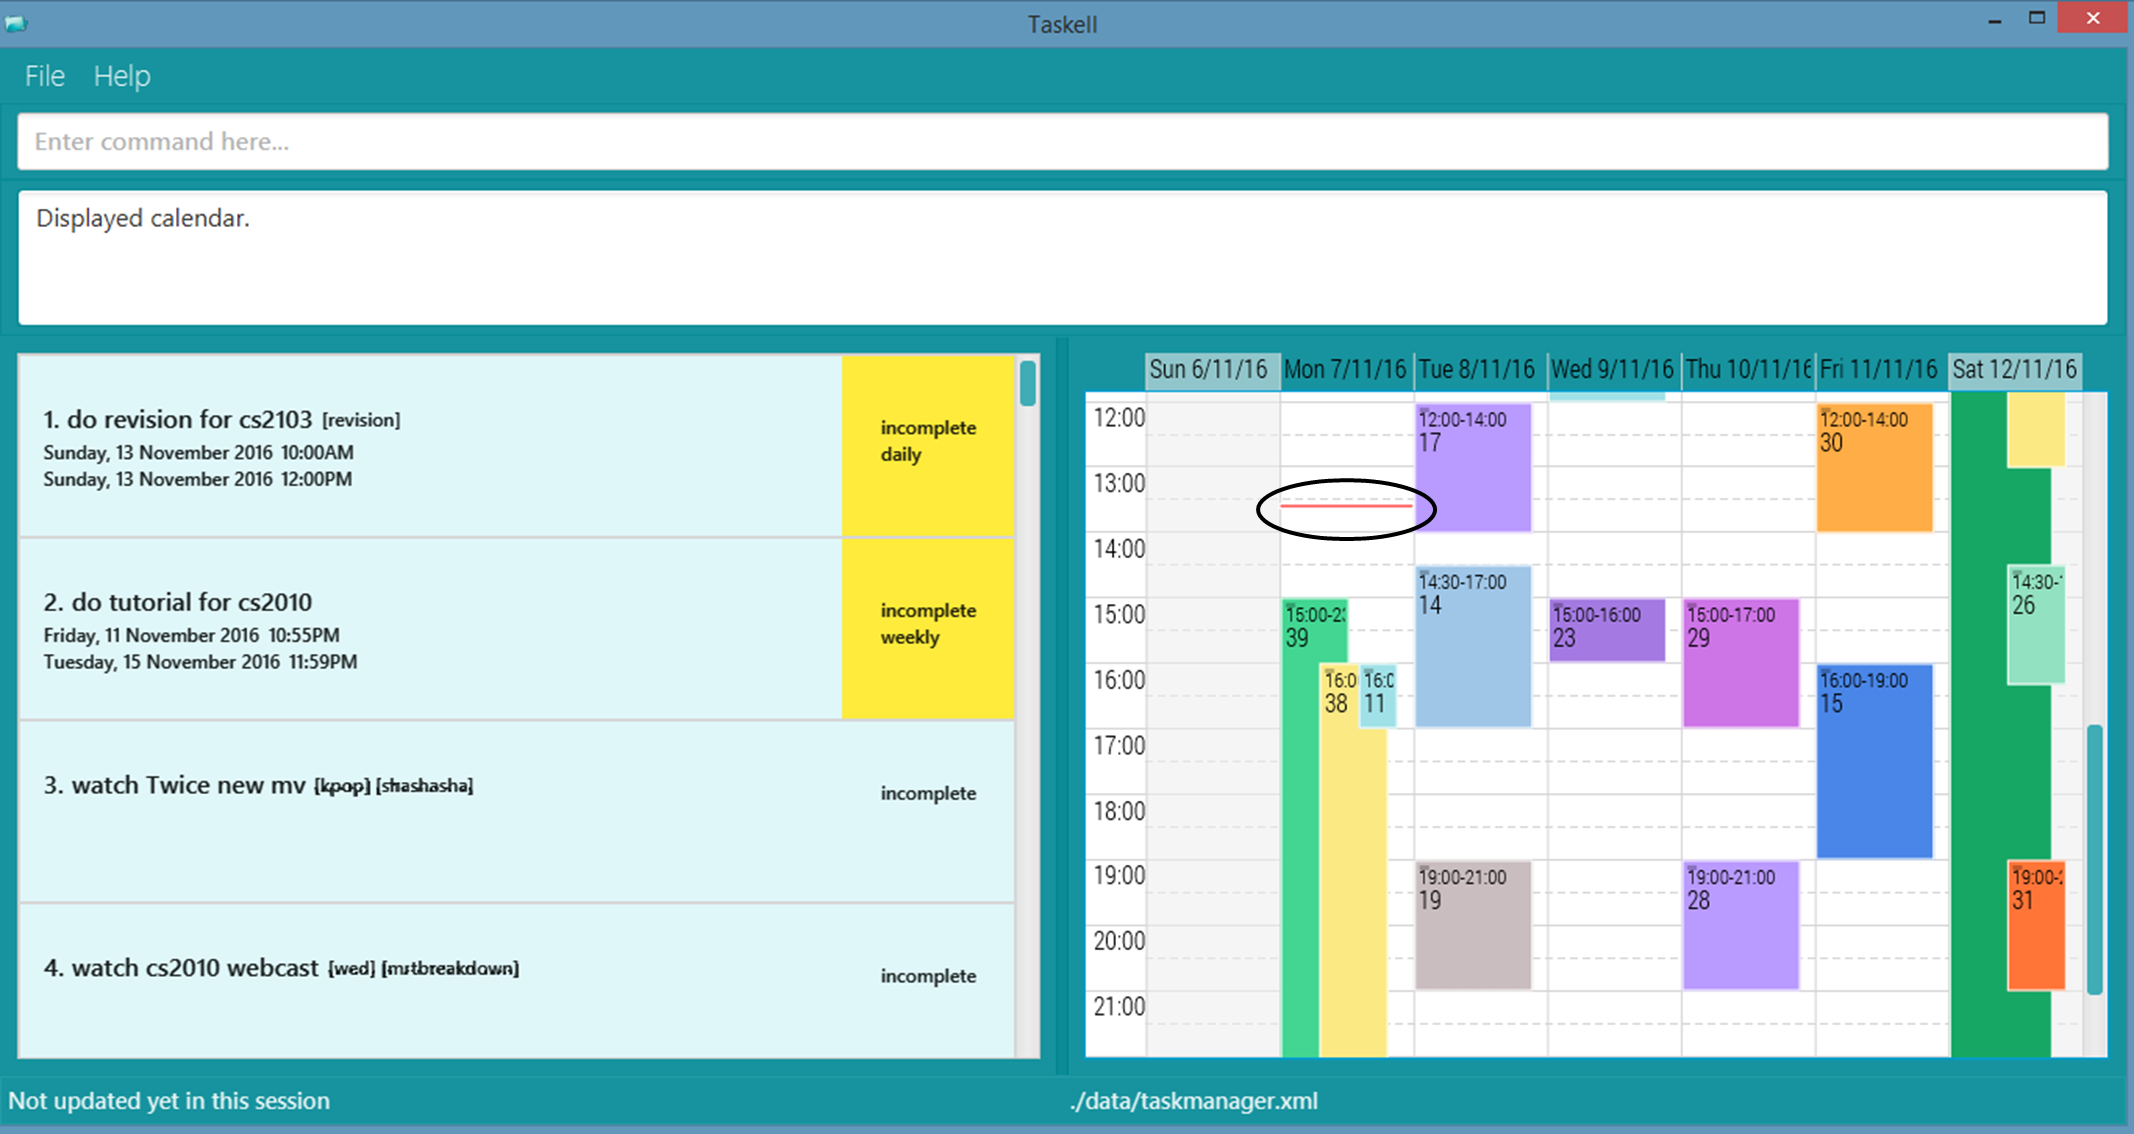 Taskell
File Help
Enter command here...
Displayed calendar.
1. do revision for cs2103 [revision]
Sunday, 13 November 2016 10:00AM
Sunday, 13 November 2016 12:00PM
incomplete
daily
2. do tutorial for cs2010
Friday, 11 November 2016 10:55PM
Tuesday, 15 November 2016 11:59PM
incomplete
weekly
3. watch Twice new mv [kpop] [shashasha]
incomplete
4. watch cs2010 webcast [wed] [mrtbreakdown]
incomplete
Sun 6/11/16 Mon 7/11/16 Tue 8/11/16 Wed 9/11/16 Thu 10/11/16 Fri 11/11/16 Sat 12/11/16
12:00
13:00
14:00
15:00
16:00
17:00
18:00
19:00
20:00
21:00
15:00-2
39
16:0
38
16:0
11
12:00-14:00
17
14:30-17:00
14
19:00-21:00
19
15:00-16:00
23
15:00-17:00
29
19:00-21:00
28
12:00-14:00
30
16:00-19:00
15
14:30-
26
19:00-
31
Not updated yet in this session
./data/taskmanager.xml